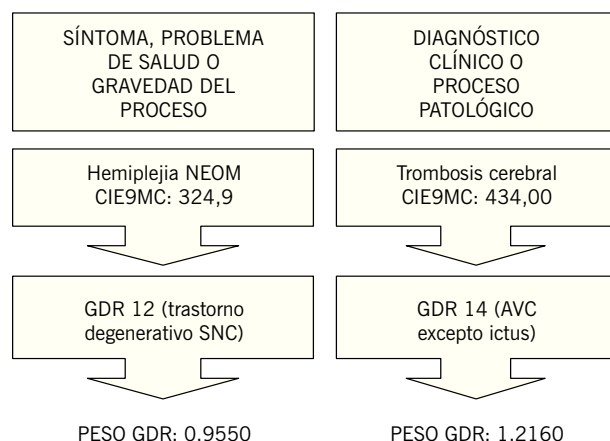 SÍNTOMA, PROBLEMA
DE SALUD O
GRAVEDAD DEL
PROCESO
DIAGNÓSTICO
CLÍNICO O
PROCESO
PATOLÓGICO
Hemiplejia NEOM
CIE9MC: 324,9
Trombosis cerebral
CIE9MC: 434,00
GDR 12 (trastorno
degenerativo SNC)
GDR 14 (AVC
excepto ictus)
PESO GDR: 0.9550
PESO GDR: 1.2160